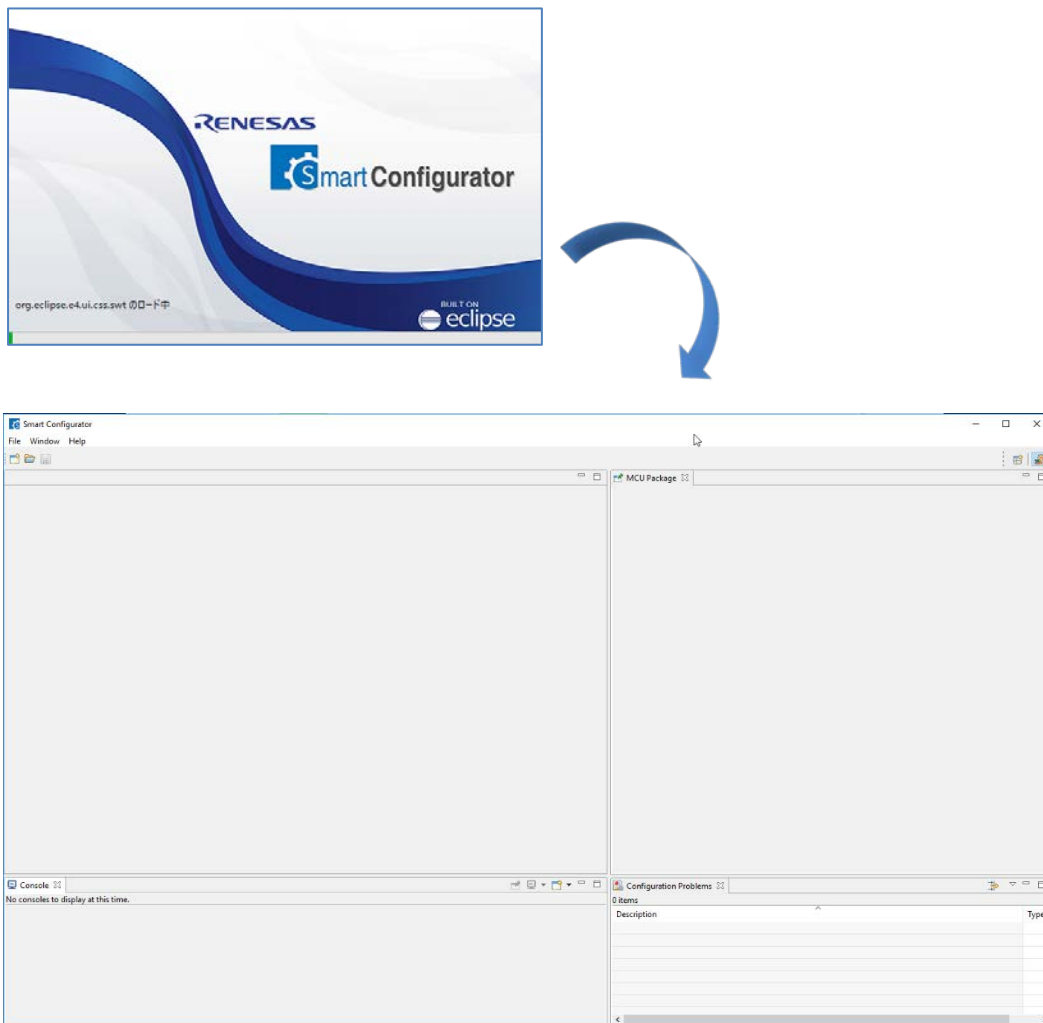 RENESAS
Smart Configurator
org.eclipse.e4.ui.css.swt のロード中
BUILT ON
eclipse
Smart Configurator
File Window Help
MCU Package
Console
No consoles to display at this time.
Configuration Problems
0 items
Description Type